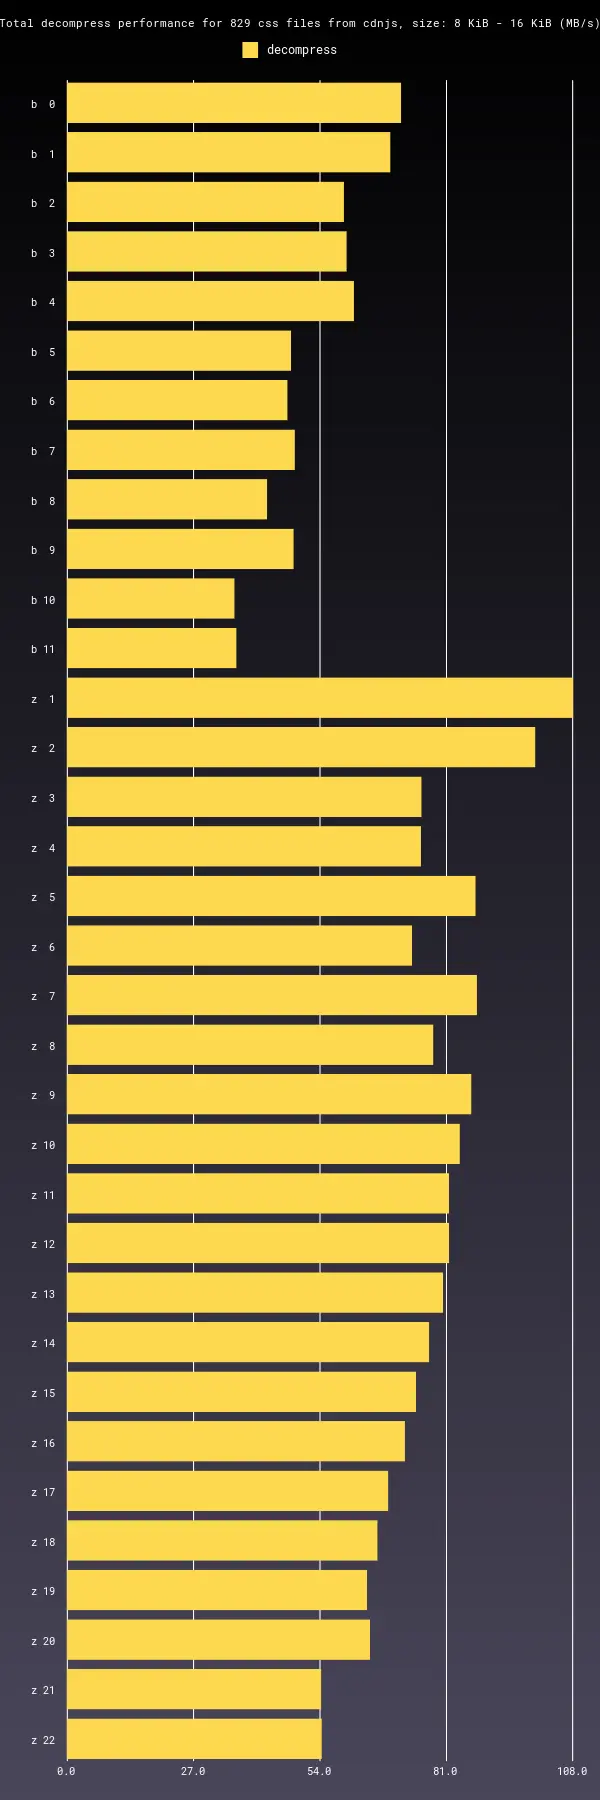 Total decompress performance for 829 css files from cdnjs, size: 8 KiB - 16 KiB (MB/s)
decompress
b 0
b 1
b 2
b 3
b 4
b 5
b 6
b 7
b 8
b 9
b 10
b 11
z 1
z 2
z 3
z 4
z 5
z 6
z 7
z 8
z 9
z 10
z 11
z 12
z 13
z 14
z 15
z 16
z 17
z 18
z 19
z 20
z 21
z 22
0.0 27.0 54.0 81.0 108.0